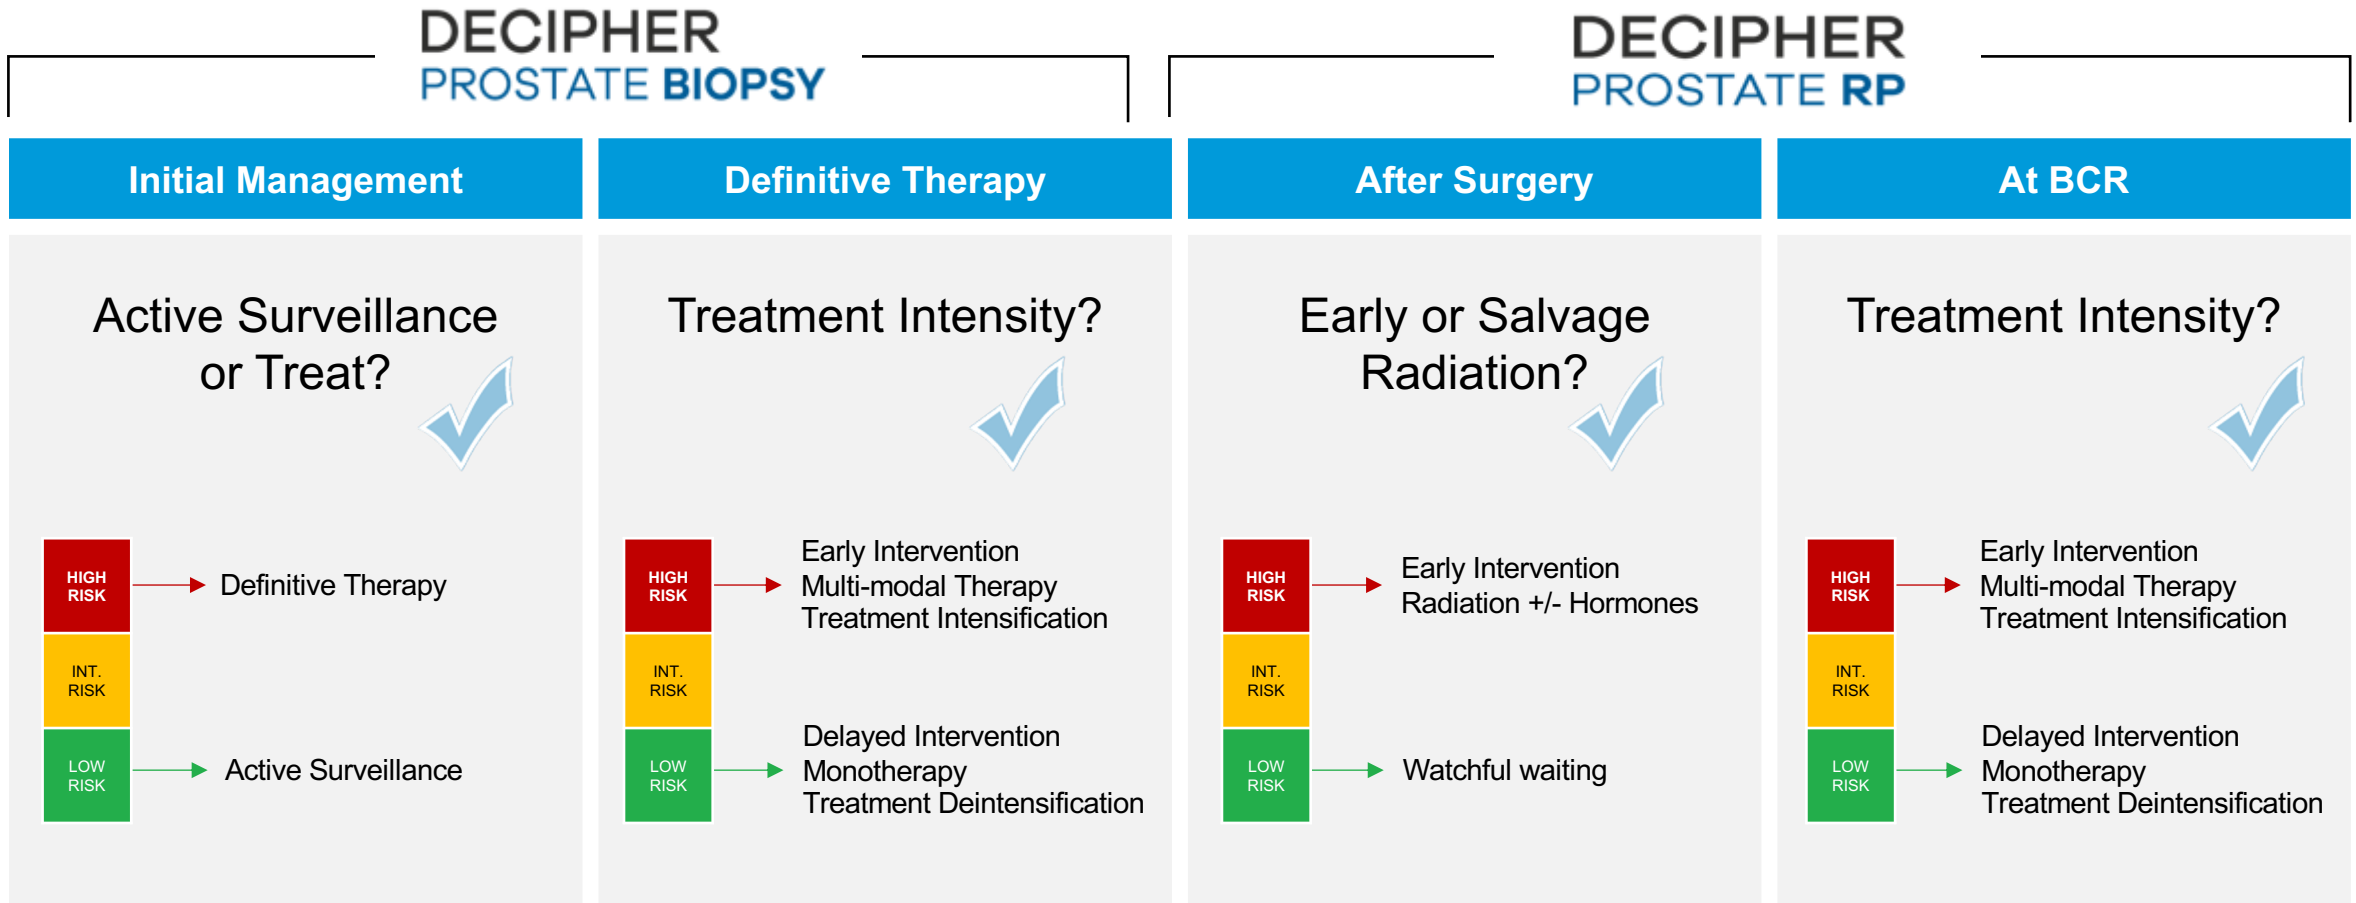 DECIPHER
PROSTATE BIOPSY
DECIPHER
PROSTATE RP
Initial Management
Active Surveillance
or Treat?
HIGH
RISK
Definitive Therapy
INT.
RISK
LOW
RISK
Active Surveillance
Definitive Therapy
Treatment Intensity?
HIGH
RISK
Early Intervention
Multi-modal Therapy
Treatment Intensification
INT.
RISK
LOW
RISK
Delayed Intervention
Monotherapy
Treatment Deintensification
After Surgery
Early or Salvage
Radiation?
HIGH
RISK
Early Intervention
Radiation +/- Hormones
INT.
RISK
LOW
RISK
Watchful waiting
At BCR
Treatment Intensity?
HIGH
RISK
Early Intervention
Multi-modal Therapy
Treatment Intensification
INT.
RISK
LOW
RISK
Delayed Intervention
Monotherapy
Treatment Deintensification